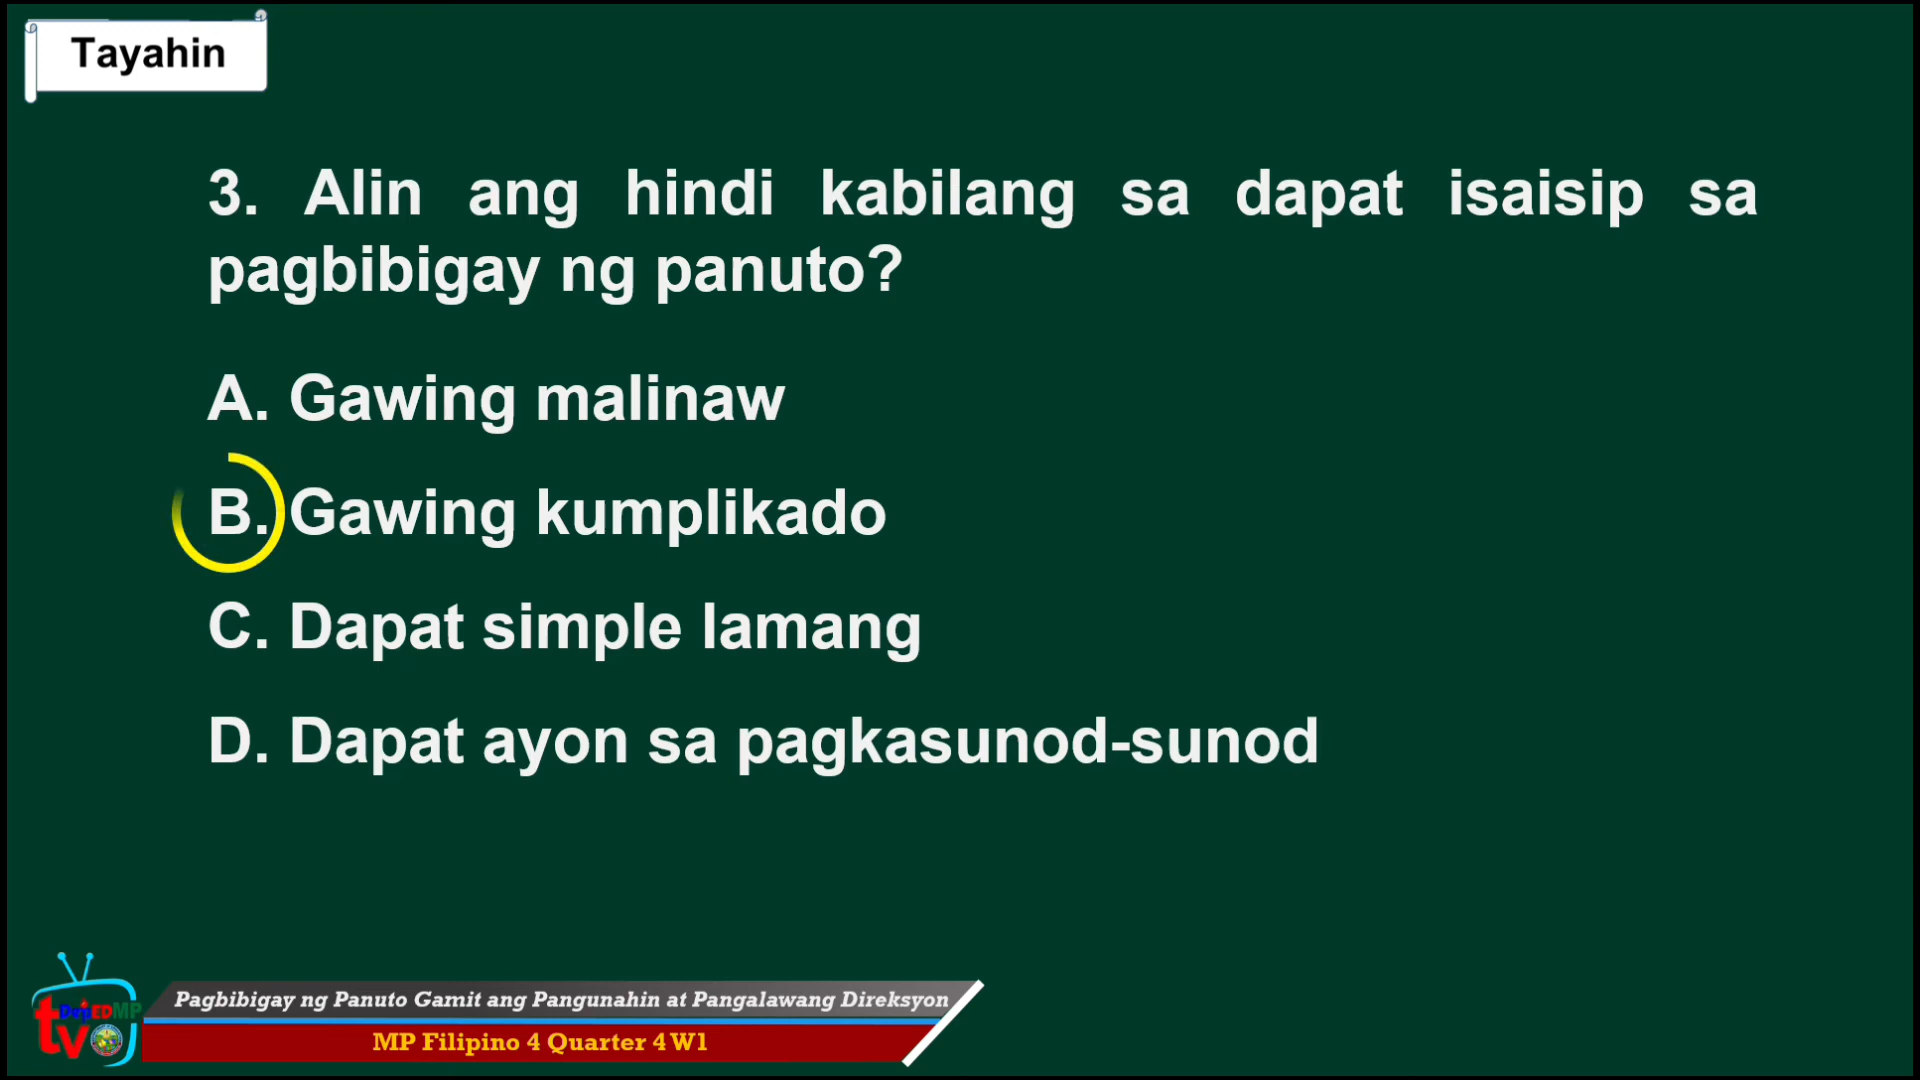 Tayahin
3. Alin ang hindi kabilang sa dapat isaisip sa
pagbibigay ng panuto?
A. Gawing malinaw
B. Gawing kumplikado
C. Dapat simple lamang
D. Dapat ayon sa pagkasunod-sunod
Pagbibigay ng Panuto Gamit ang Pangunahin at Pangalawang Direksyon
DepEDMP
tv
MP Filipino 4 Quarter 4 W1